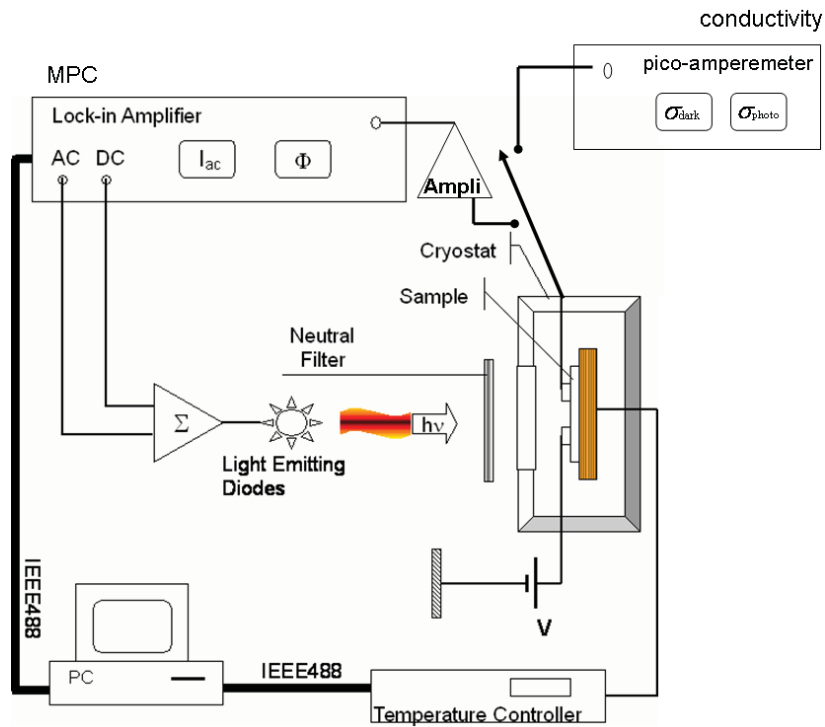 conductivity
pico-amperemeter
σdark
σphoto
MPC
Lock-in Amplifier
AC DC
Iac
Φ
Ampli
Cryostat
Sample
Neutral
Filter
Σ
hν
Light Emitting
Diodes
IEEE488
V
PC
IEEE488
Temperature Controller